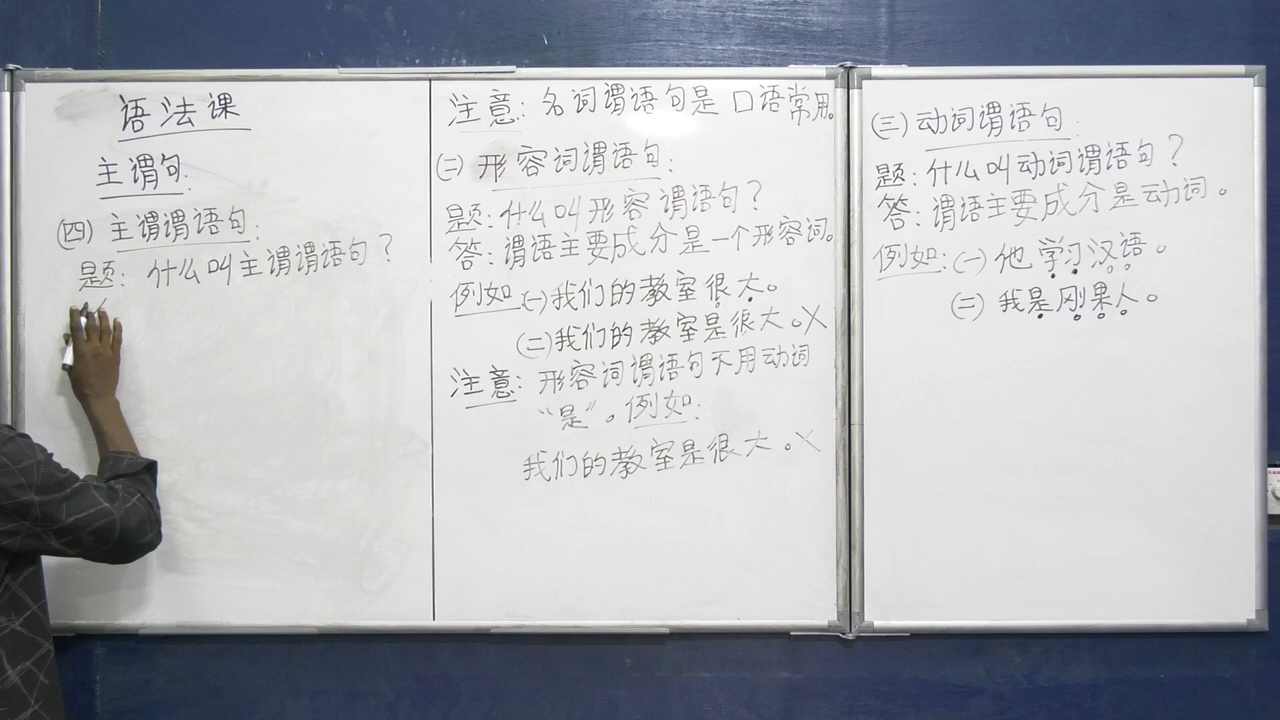 语法课
主谓句:
(四) 主谓谓语句:
题: 什么叫主谓谓语句?
注意: 名词谓语句是口语常用。
(二) 形容词谓语句:
题: 什么叫形容谓语句?
答: 谓语主要成分是一个形容词。
例如 (一)我们的教室很大。
(二)我们的教室是很大。X
注意: 形容词谓语句不用动词
“是”。例如:
我们的教室是很大。X
(三) 动词谓语句:
题: 什么叫动词谓语句?
答: 谓语主要成分是动词。
例如: (一) 他学习汉语。
(二) 我是刚果人。